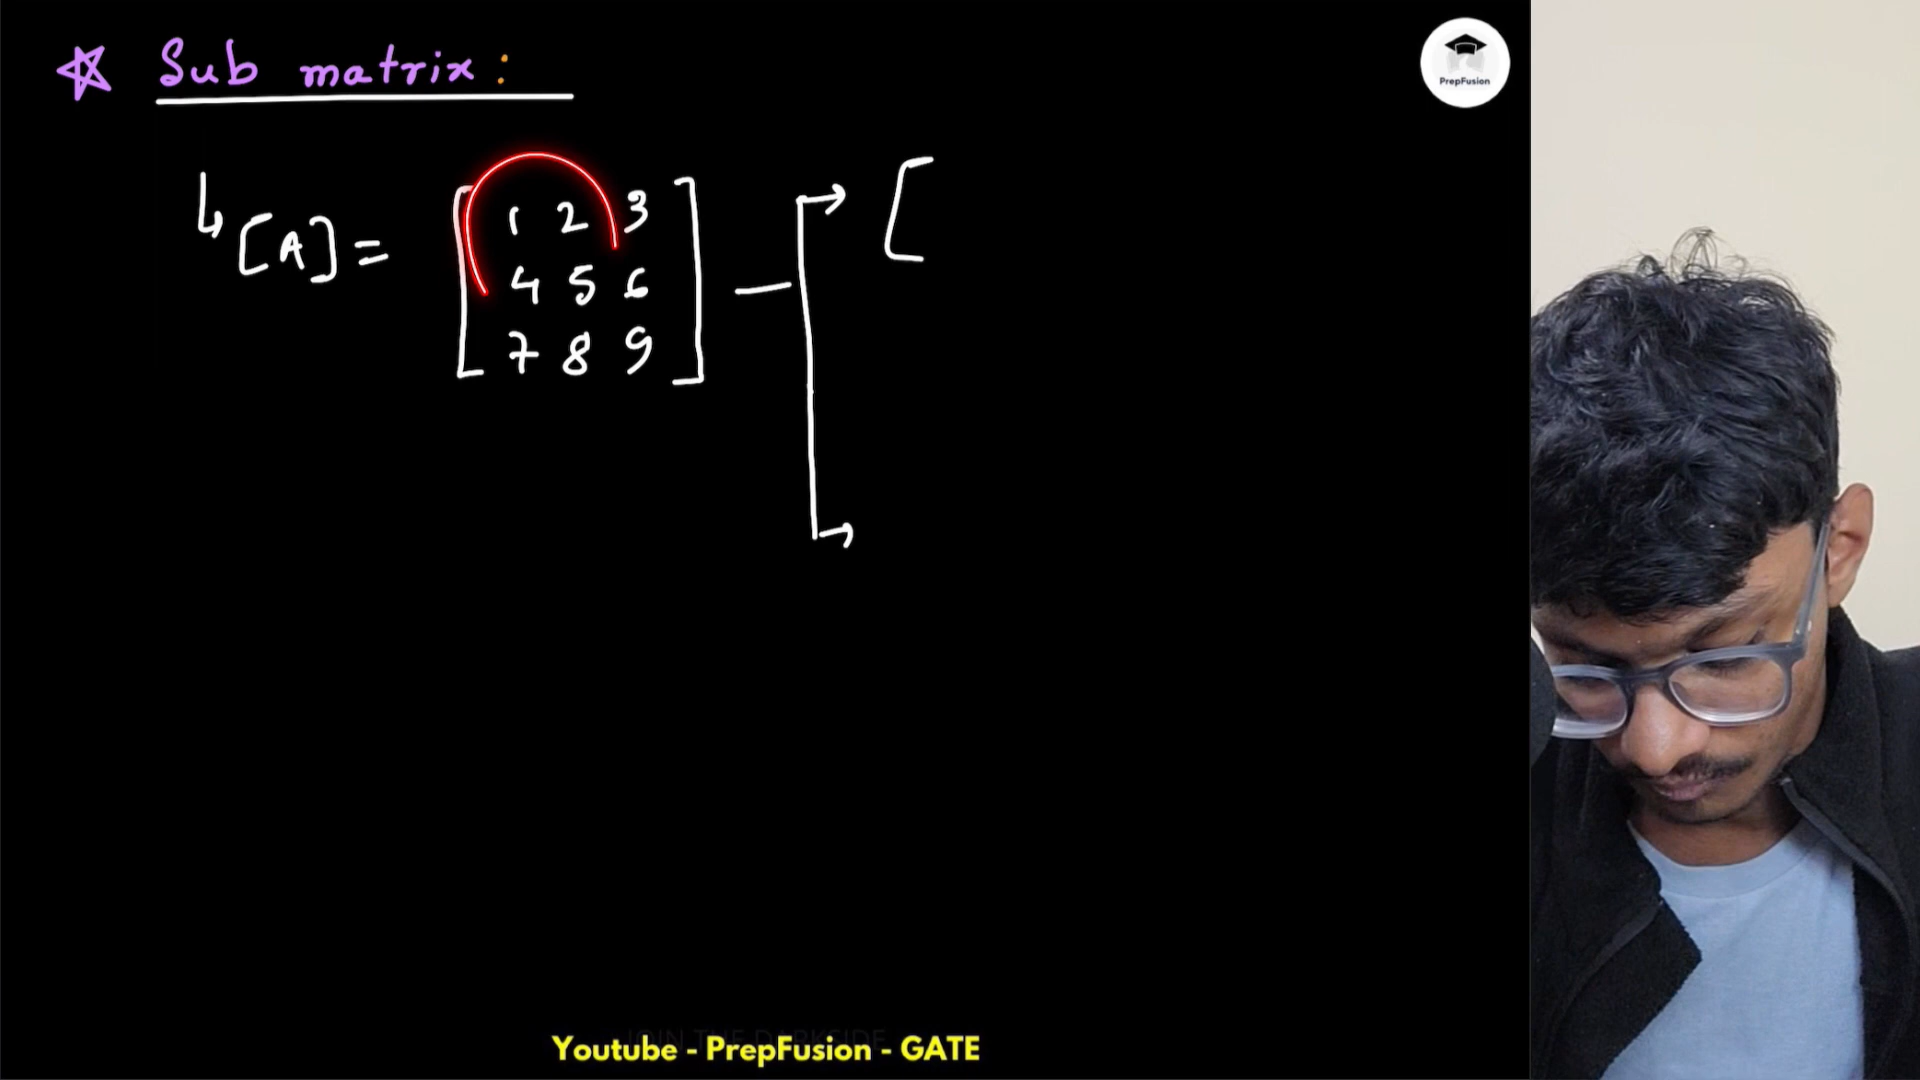 ☆ Sub matrix :
PrepFusion
↳ [A] = [ 1 2 3
4 5 6
7 8 9 ] → [
Youtube - PrepFusion - GATE